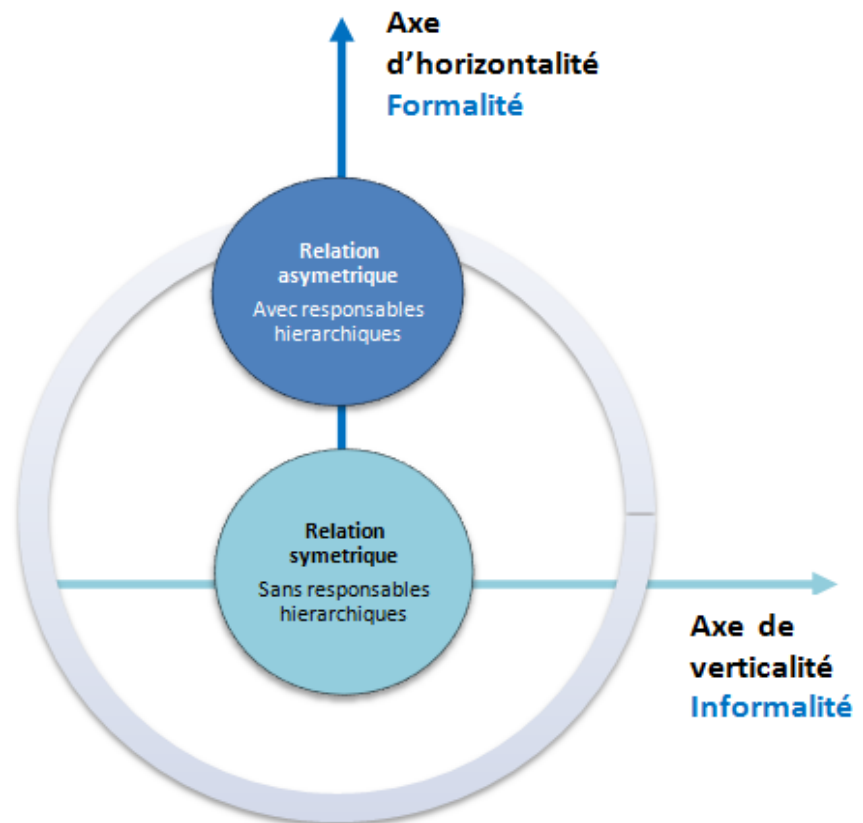 Axe
d’horizontalité
Formalité
Relation
asymetrique
Avec responsables
hierarchiques
Relation
symetrique
Sans responsables
hierarchiques
Axe de
verticalité
Informalité